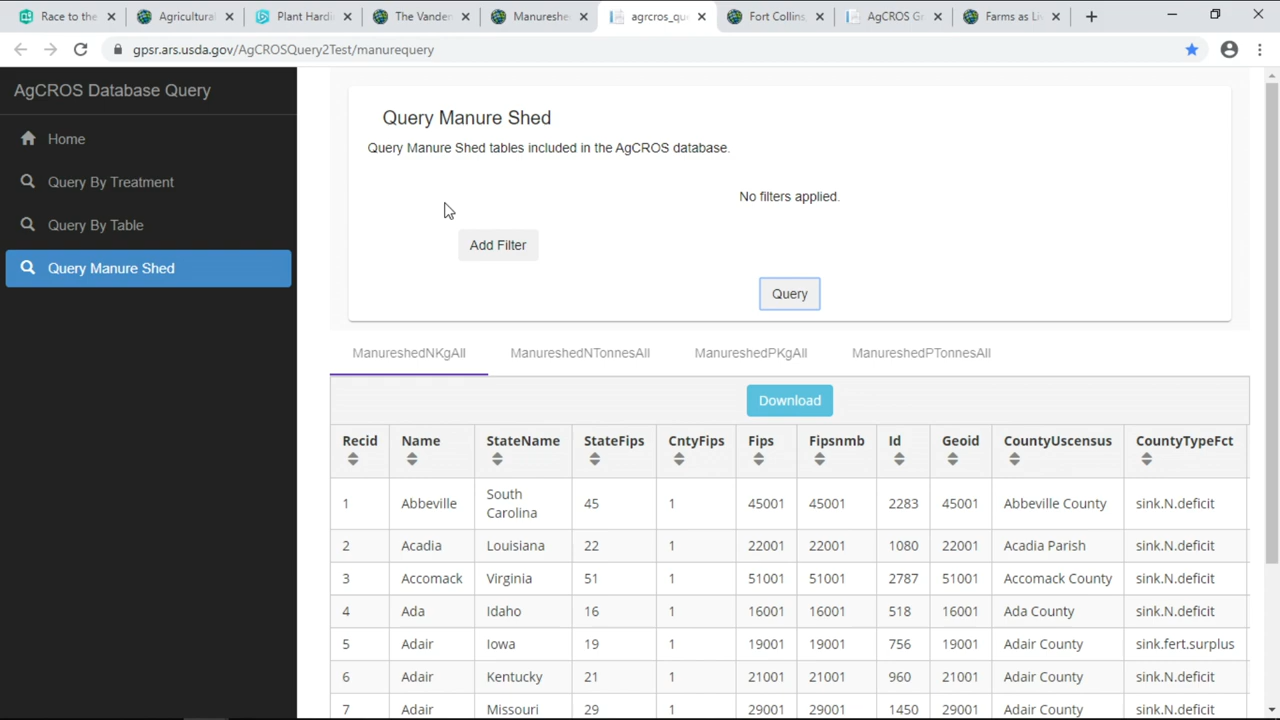 Race to the
Agricultural
Plant Hardi
The Vanden
Manureshed
agrcros_qu
Fort Collins,
AgCROS Gr
Farms as Li
gpsr.ars.usda.gov/AgCROSQuery2Test/manurequery
AgCROS Database Query
Home
Query By Treatment
Query By Table
Query Manure Shed
Query Manure Shed
Query Manure Shed tables included in the AgCROS database.
No filters applied.
Add Filter
Query
ManureshedNKgAll ManureshedNTonnesAll ManureshedPKgAll ManureshedPTonnesAll
Download
Recid Name StateName StateFips CntyFips Fips Fipsnmb Id Geoid CountyUscensus CountyTypeFct
1 Abbeville South Carolina 45 1 45001 45001 2283 45001 Abbeville County sink.N.deficit
2 Acadia Louisiana 22 1 22001 22001 1080 22001 Acadia Parish sink.N.deficit
3 Accomack Virginia 51 1 51001 51001 2787 51001 Accomack County sink.N.deficit
4 Ada Idaho 16 1 16001 16001 518 16001 Ada County sink.N.deficit
5 Adair Iowa 19 1 19001 19001 756 19001 Adair County sink.fert.surplus
6 Adair Kentucky 21 1 21001 21001 960 21001 Adair County sink.N.deficit
7 Adair Missouri 29 1 29001 29001 1450 29001 Adair County sink.N.deficit